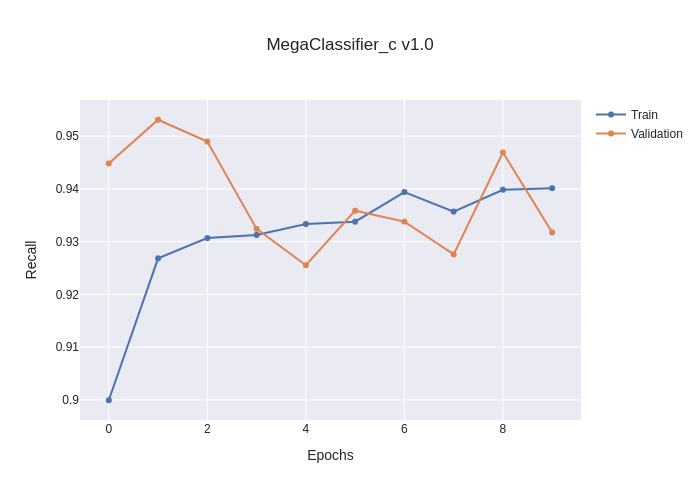 MegaClassifier_c v1.0
Train
Validation
0.95
0.94
0.93
0.92
0.91
0.9
Recall
0
2
4
6
8
Epochs